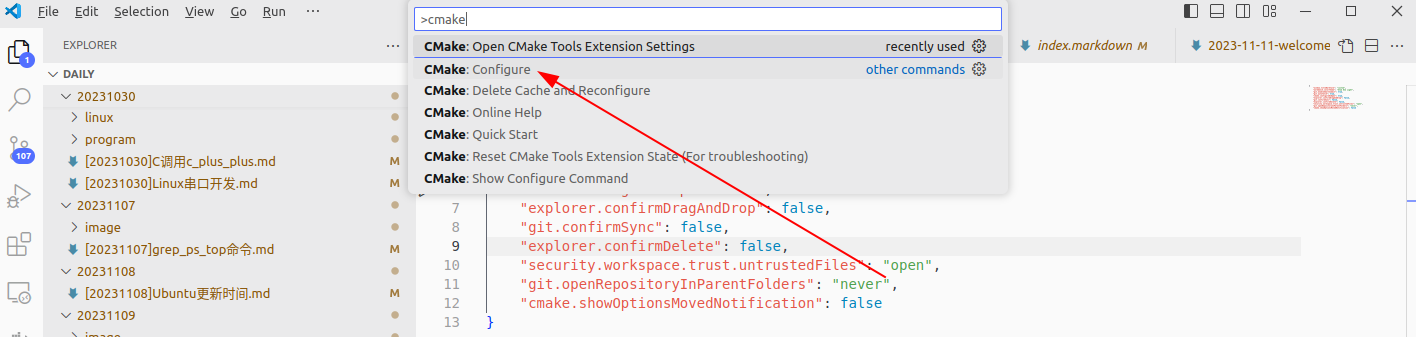 File Edit Selection View Go Run ···
>cmake
CMake: Open CMake Tools Extension Settings recently used
CMake: Configure other commands
CMake: Delete Cache and Reconfigure
CMake: Online Help
CMake: Quick Start
CMake: Reset CMake Tools Extension State (For troubleshooting)
CMake: Show Configure Command
index.markdown M
2023-11-11-welcome
1
107
EXPLORER ···
DAILY
20231030
linux
program
[20231030]C调用c_plus_plus.md M
[20231030]Linux串口开发.md M
20231107
image
[20231107]grep_ps_top命令.md M
20231108
[20231108]Ubuntu更新时间.md M
20231109
7 "explorer.confirmDragAndDrop": false,
8 "git.confirmSync": false,
9 "explorer.confirmDelete": false,
10 "security.workspace.trust.untrustedFiles": "open",
11 "git.openRepositoryInParentFolders": "never",
12 "cmake.showOptionsMovedNotification": false
13 }